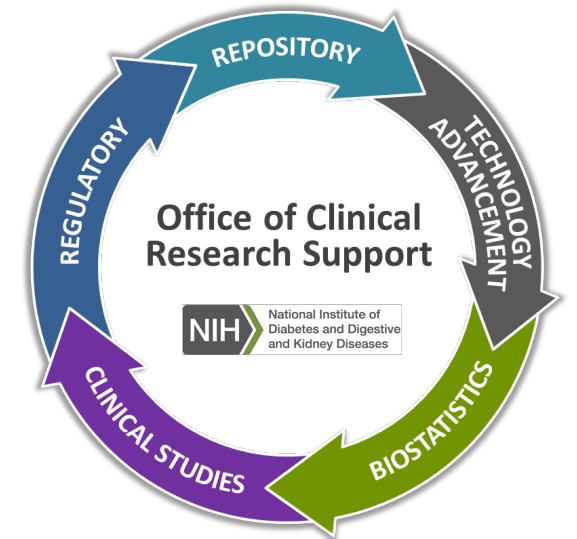 REPOSITORY
TECHNOLOGY
ADVANCEMENT
BIOSTATISTICS
CLINICAL STUDIES
REGULATORY
Office of Clinical
Research Support
NIH
National Institute of
Diabetes and Digestive
and Kidney Diseases